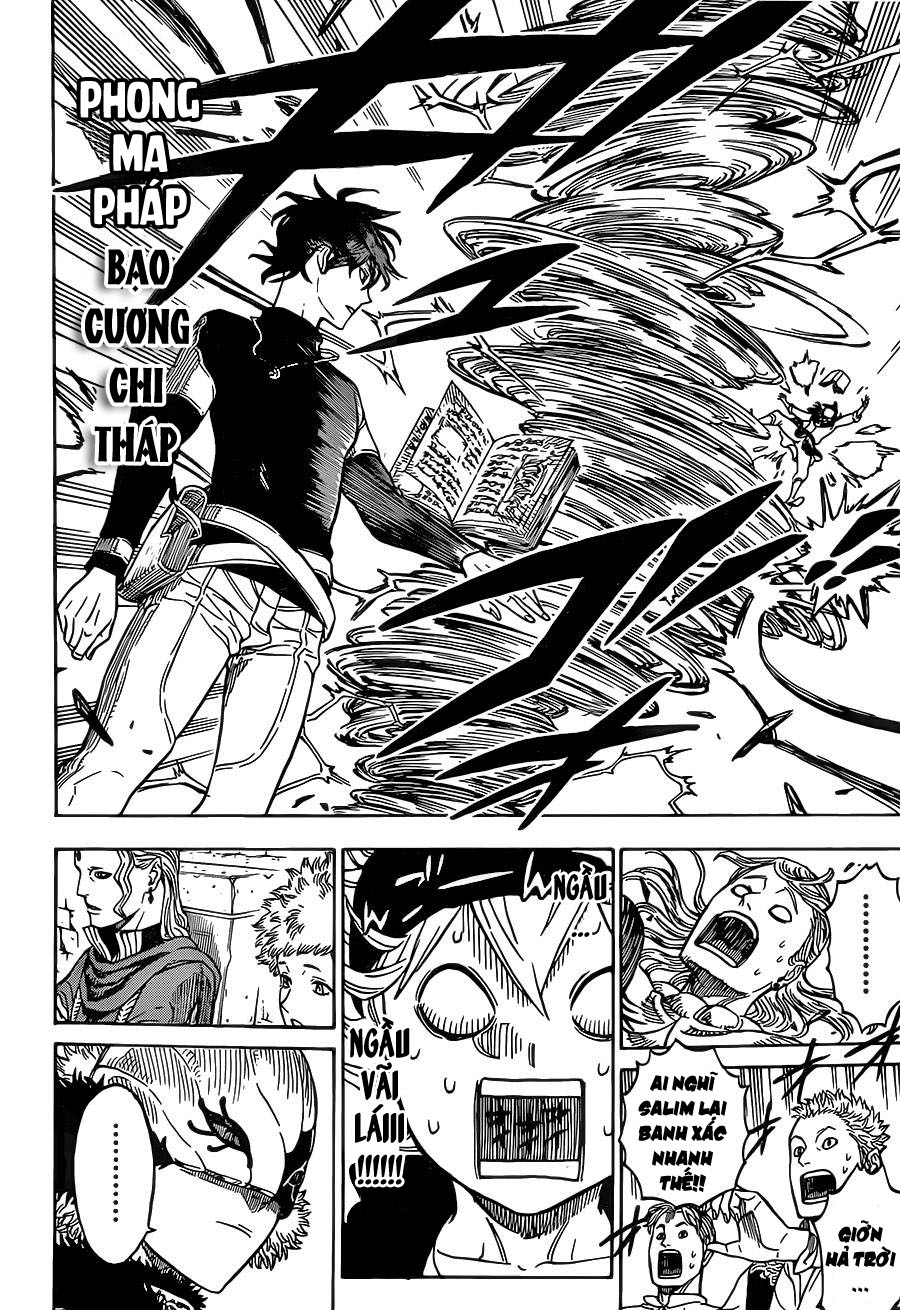 PHONG
MA
PHÁP
BẠO
CƯƠNG
CHI
THÁP
.........
AI NGHĨ
SALIM LẠI
BANH XÁC
NHANH
THẾ!!
GIỠN
HẢ TRỜI
...
NGẦU
...
NGẦU
VÃI
LÁIII
!!!!!!!
.........